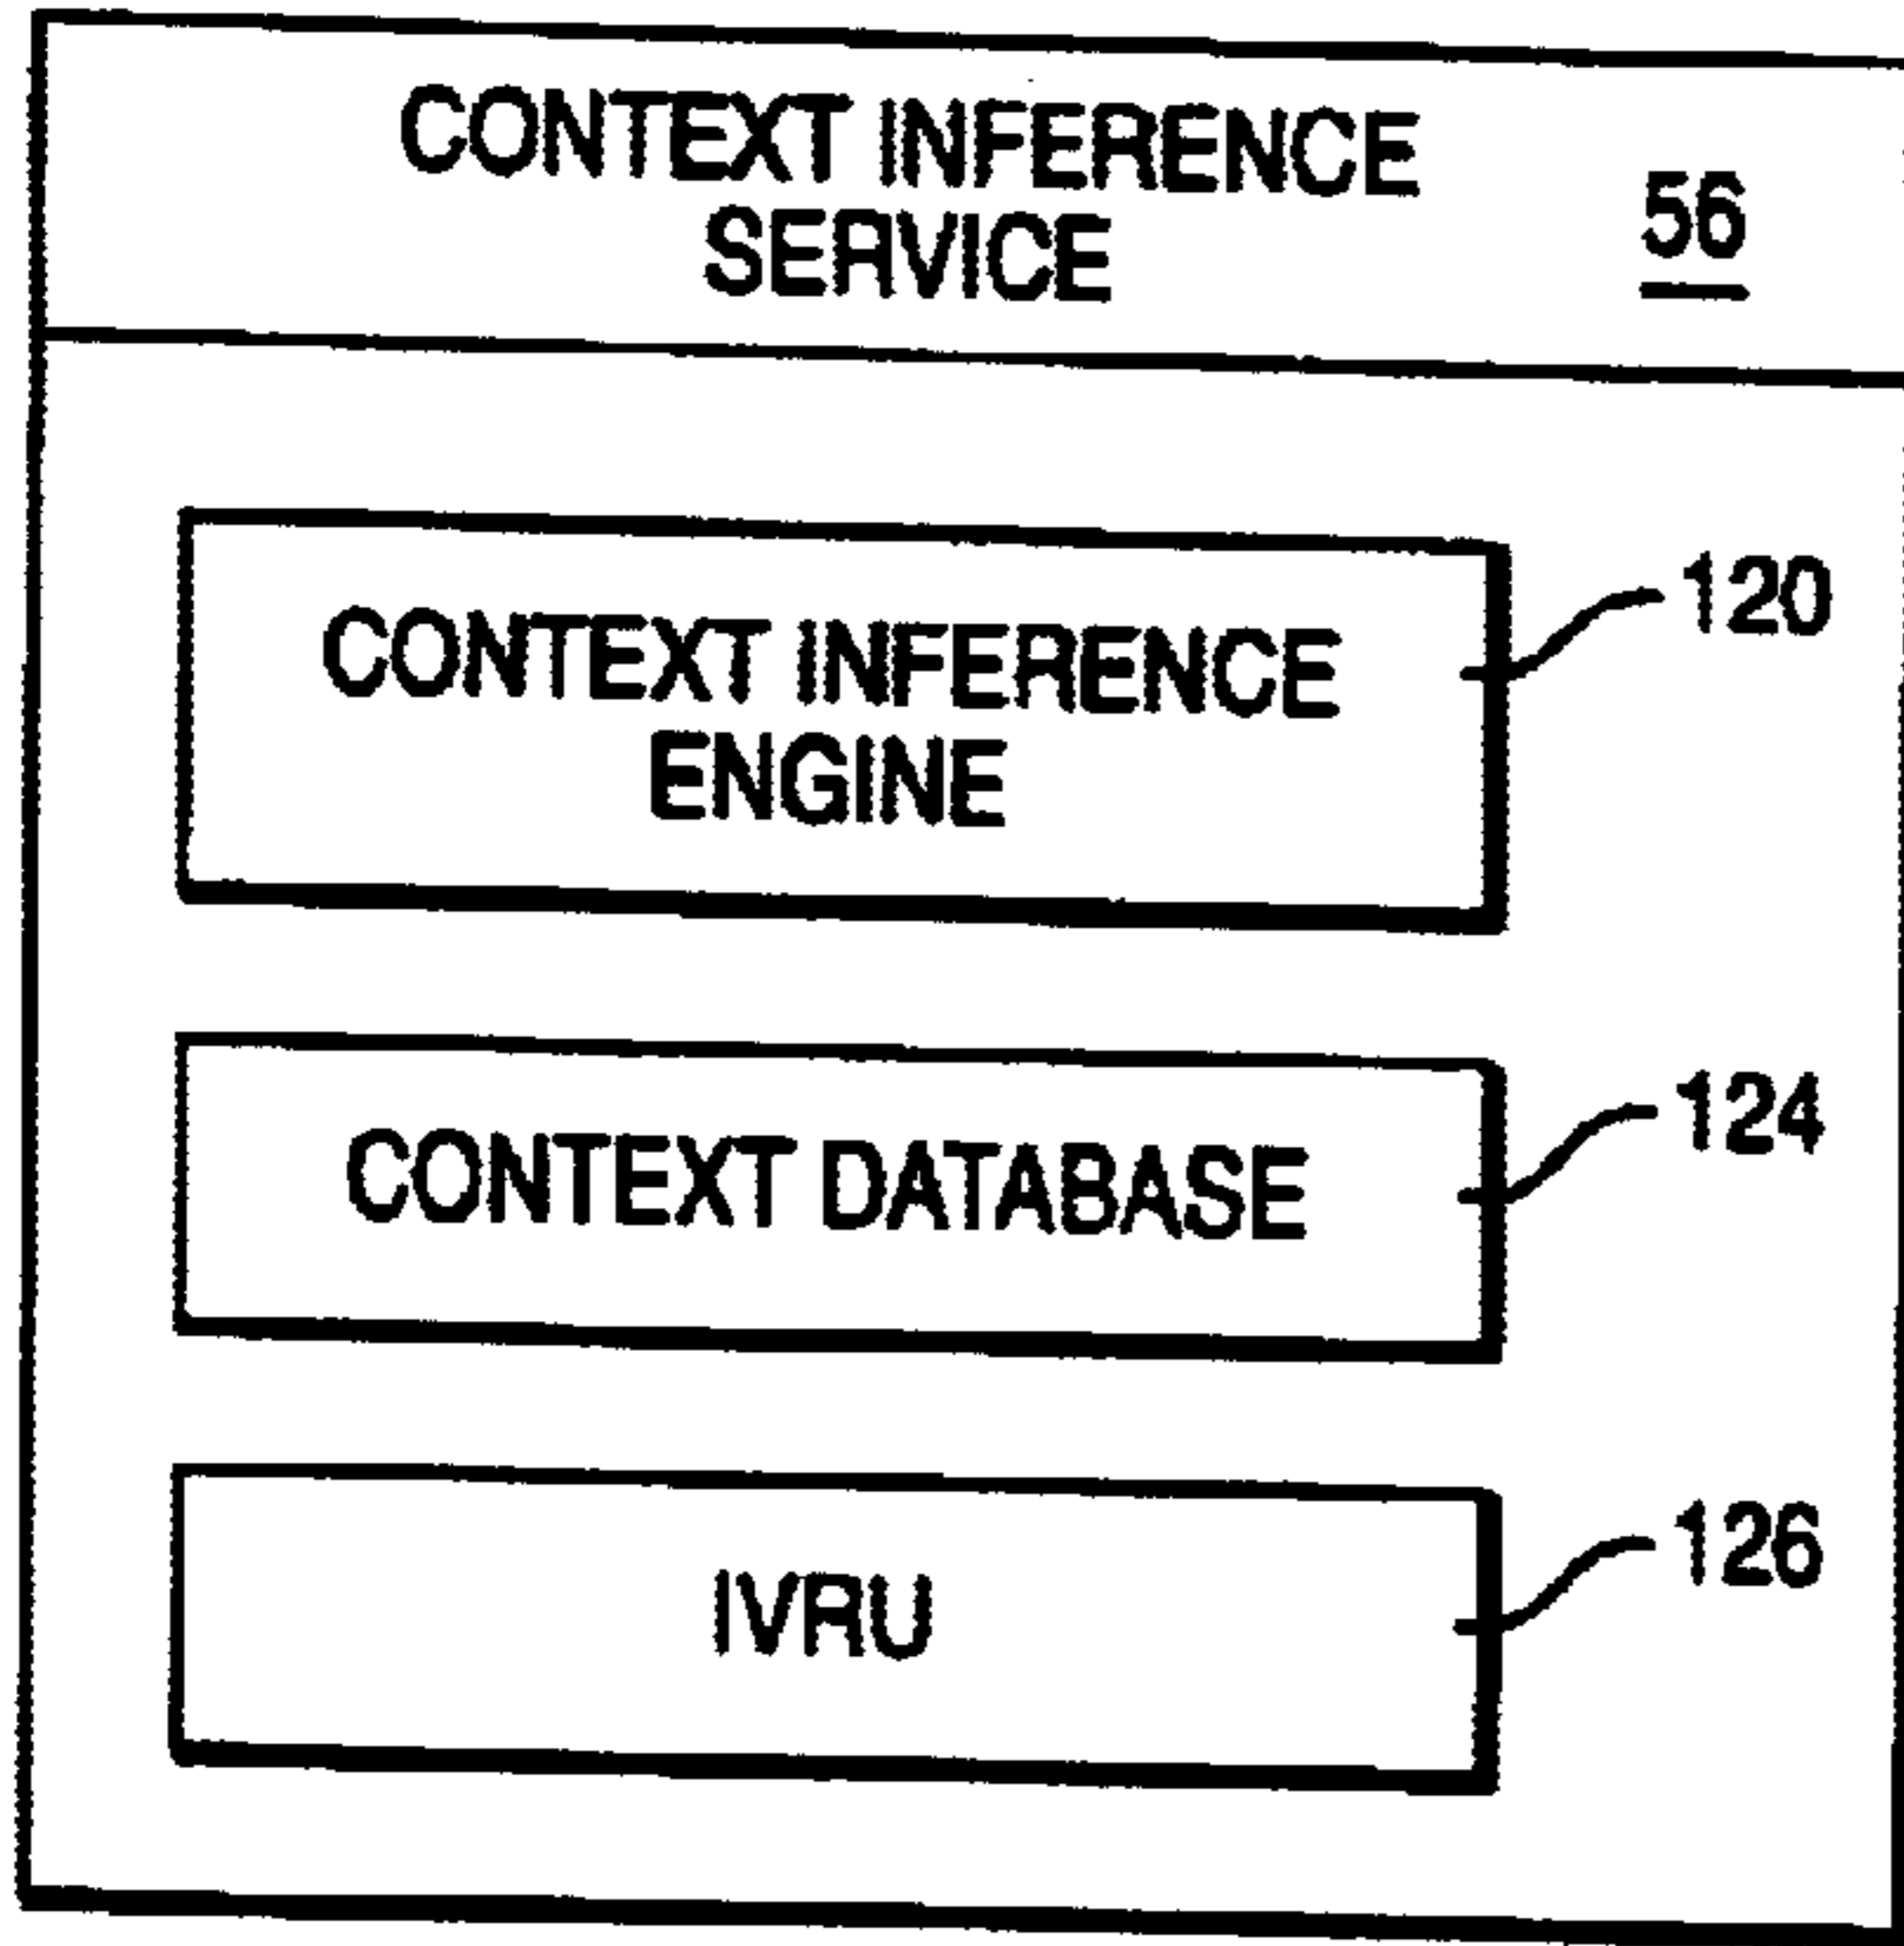 CONTEXT INFERENCE
SERVICE
56
CONTEXT INFERENCE
ENGINE
120
CONTEXT DATABASE
124
IVRU
126